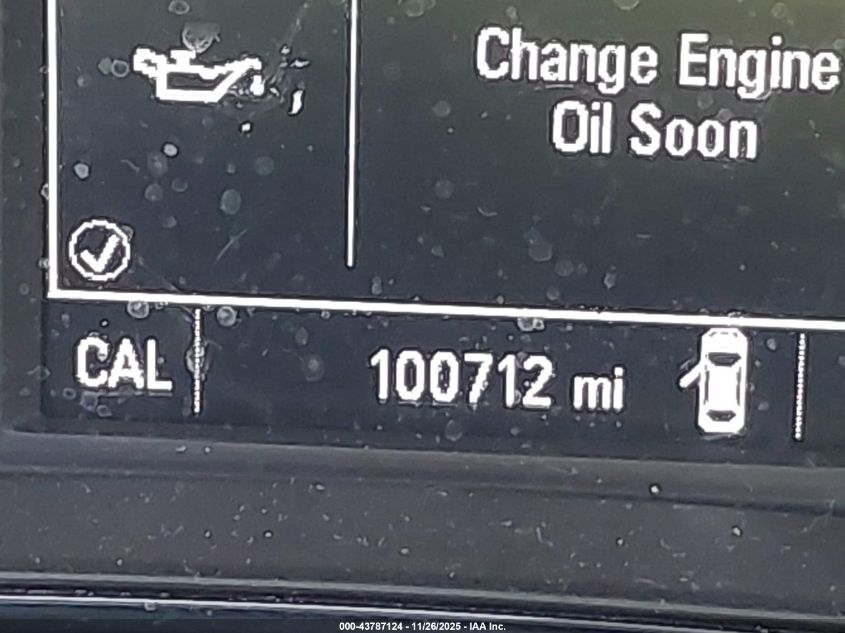 Change Engine
Oil Soon
CAL
100712 mi
000-43787124 - 11/26/2025 - IAA Inc.